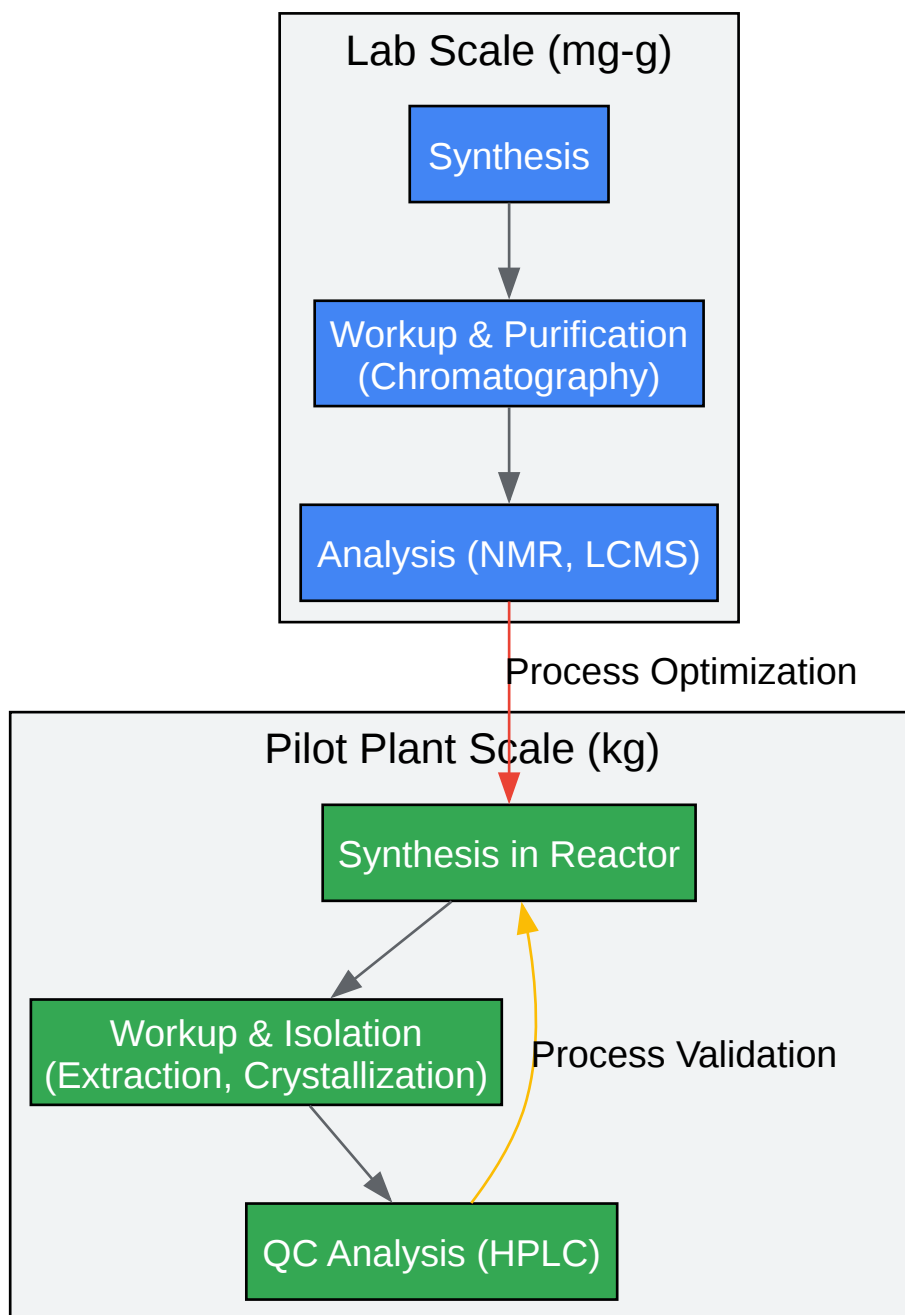 Lab Scale (mg-g)
Synthesis
Workup & Purification
(Chromatography)
Analysis (NMR, LCMS)
Process Optimization
Pilot Plant Scale (kg)
Synthesis in Reactor
Workup & Isolation
(Extraction, Crystallization)
Process Validation
QC Analysis (HPLC)